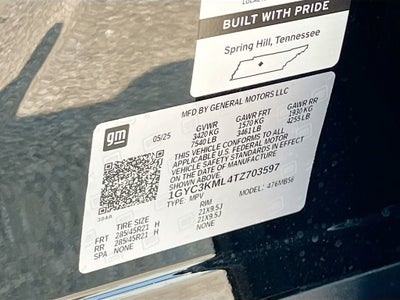 BUILT WITH PRIDE
Spring Hill, Tennessee
MFD BY GENERAL MOTORS LLC
gm
05/25
GVWR GAWR FRT GAWR RR
3420 KG 1570 KG 1930 KG
7540 LB 3461 LB 4255 LB
THIS VEHICLE CONFORMS TO ALL
APPLICABLE U.S. FEDERAL MOTOR
VEHICLE SAFETY STANDARDS IN EFFECT
ON THE DATE OF MANUFACTURE
SHOWN ABOVE.
1GYC3KML4TZ703597
TYPE: MPV MODEL: 4T6MB56
TIRE SIZE RIM
FRT 285/45R21 H 21X9.5J
RR 285/45R21 H 21X9.5J
SPA NONE NONE